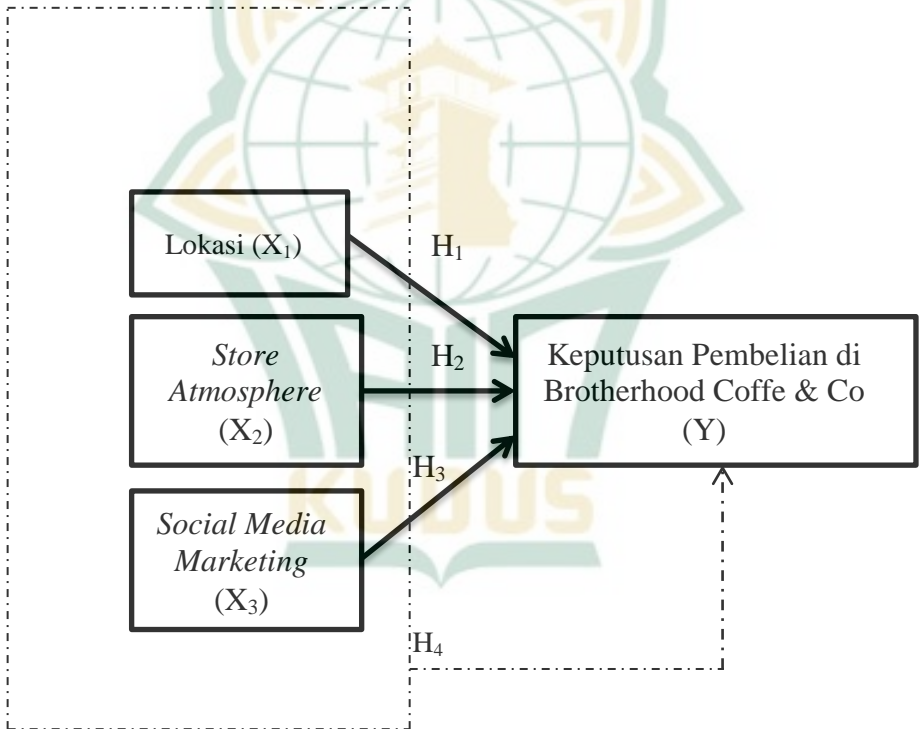 Lokasi (X₁)
H₁
Store
Atmosphere
(X₂)
H₂
Keputusan Pembelian di
Brotherhood Coffe & Co
(Y)
H₃
Social Media
Marketing
(X₃)
H₄
KUDUS